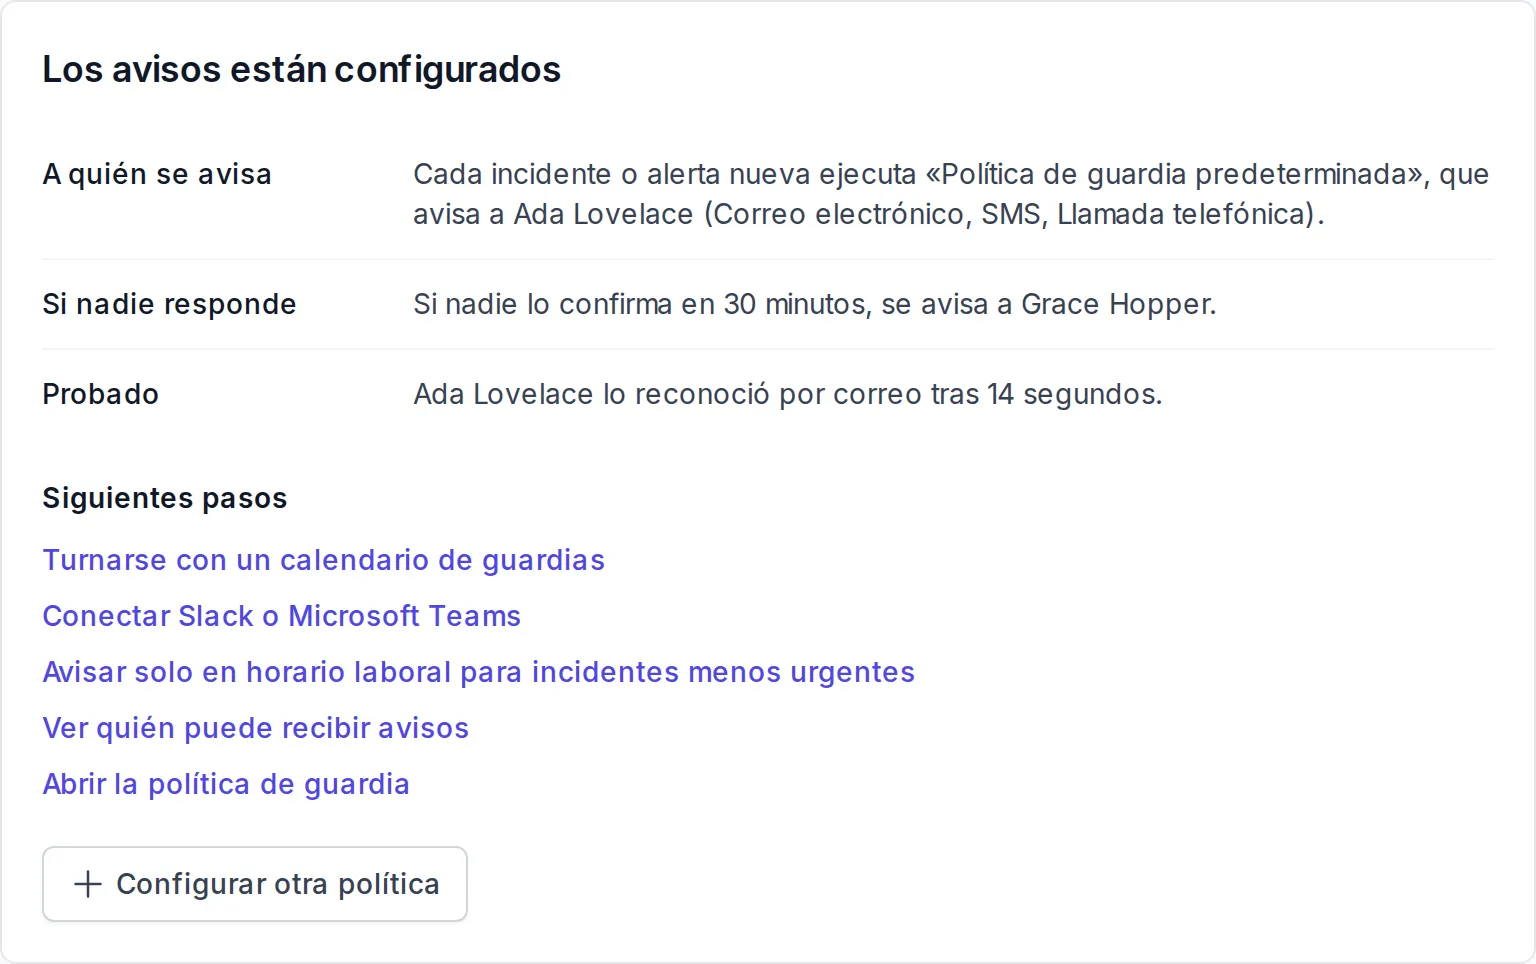 Los avisos están configurados
A quién se avisa
Cada incidente o alerta nueva ejecuta «Política de guardia predeterminada», que
avisa a Ada Lovelace (Correo electrónico, SMS, Llamada telefónica).
Si nadie responde
Si nadie lo confirma en 30 minutos, se avisa a Grace Hopper.
Probado
Ada Lovelace lo reconoció por correo tras 14 segundos.
Siguientes pasos
Turnarse con un calendario de guardias
Conectar Slack o Microsoft Teams
Avisar solo en horario laboral para incidentes menos urgentes
Ver quién puede recibir avisos
Abrir la política de guardia
Configurar otra política